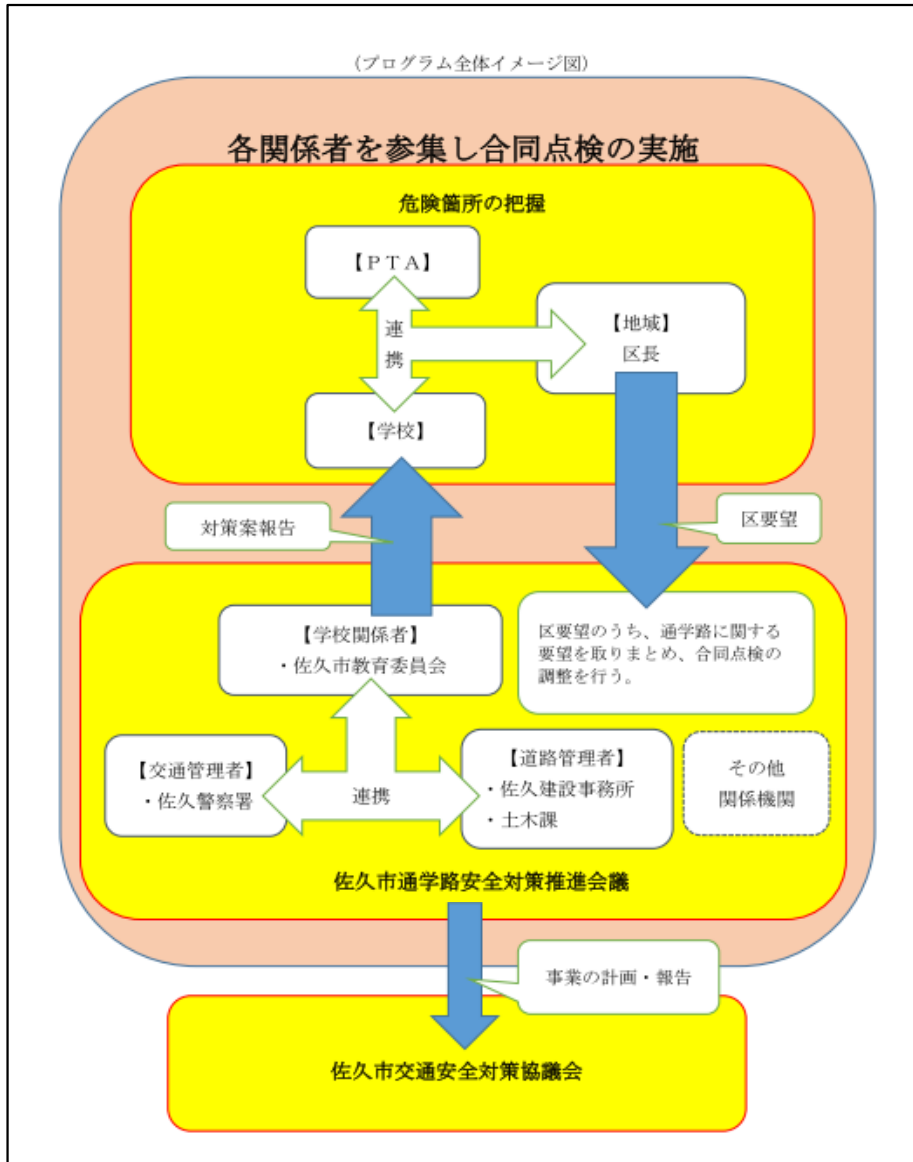 （プログラム全体イメージ図）
各関係者を参集し合同点検の実施
危険箇所の把握
【ＰＴＡ】
連
携
【地域】
区長
【学校】
対策案報告
区要望
【学校関係者】
・佐久市教育委員会
区要望のうち、通学路に関する
要望を取りまとめ、合同点検の
調整を行う。
【交通管理者】
・佐久警察署
連携
【道路管理者】
・佐久建設事務所
・土木課
その他
関係機関
佐久市通学路安全対策推進会議
事業の計画・報告
佐久市交通安全対策協議会